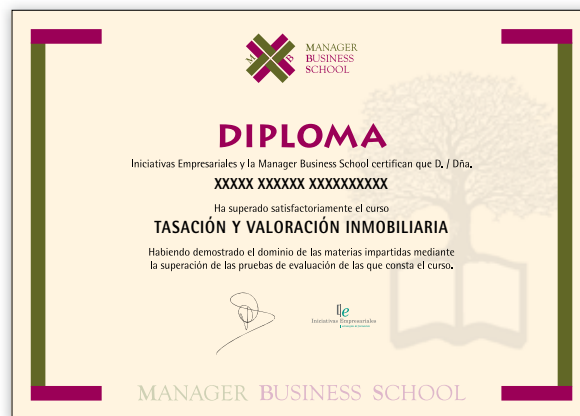 M B
MANAGER
BUSINESS
SCHOOL
DIPLOMA
Iniciativas Empresariales y la Manager Business School certifican que D. / Dña.
XXXXX XXXXXX XXXXXXXXXX
Ha superado satisfactoriamente el curso
TASACIÓN Y VALORACIÓN INMOBILIARIA
Habiendo demostrado el dominio de las materias impartidas mediante
la superación de las pruebas de evaluación de las que consta el curso.
Ie
Iniciativas Empresariales
MANAGER BUSINESS SCHOOL